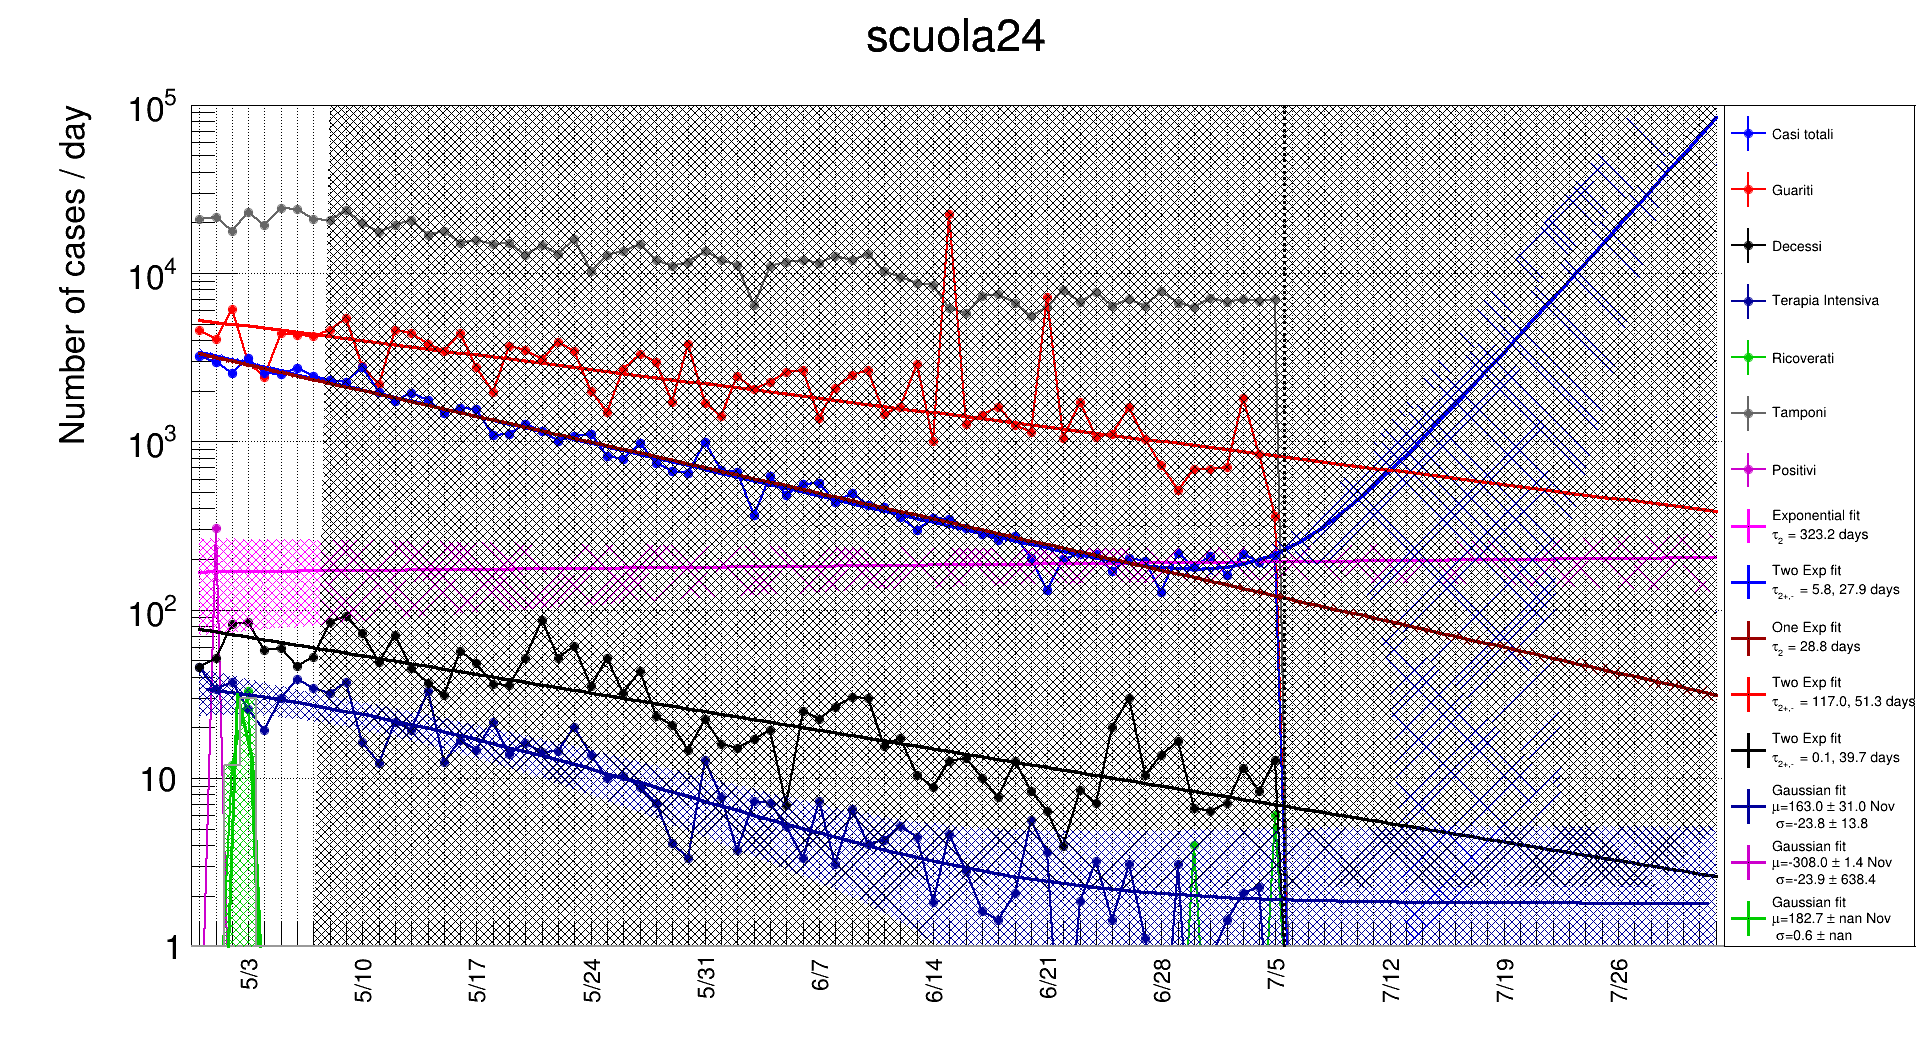 scuola24
Number of cases / day
10^5
10^4
10^3
10^2
10
1
5/3
5/10
5/17
5/24
5/31
6/7
6/14
6/21
6/28
7/5
7/12
7/19
7/26
Casi totali
Guariti
Decessi
Terapia Intensiva
Ricoverati
Tamponi
Positivi
Exponential fit
τ₂ = 323.2 days
Two Exp fit
τ₂₊,₋ = 5.8, 27.9 days
One Exp fit
τ₂ = 28.8 days
Two Exp fit
τ₂₊,₋ = 117.0, 51.3 days
Two Exp fit
τ₂₊,₋ = 0.1, 39.7 days
Gaussian fit
μ=163.0 ± 31.0 Nov
σ=-23.8 ± 13.8
Gaussian fit
μ=-308.0 ± 1.4 Nov
σ=-23.9 ± 638.4
Gaussian fit
μ=182.7 ± nan Nov
σ=0.6 ± nan